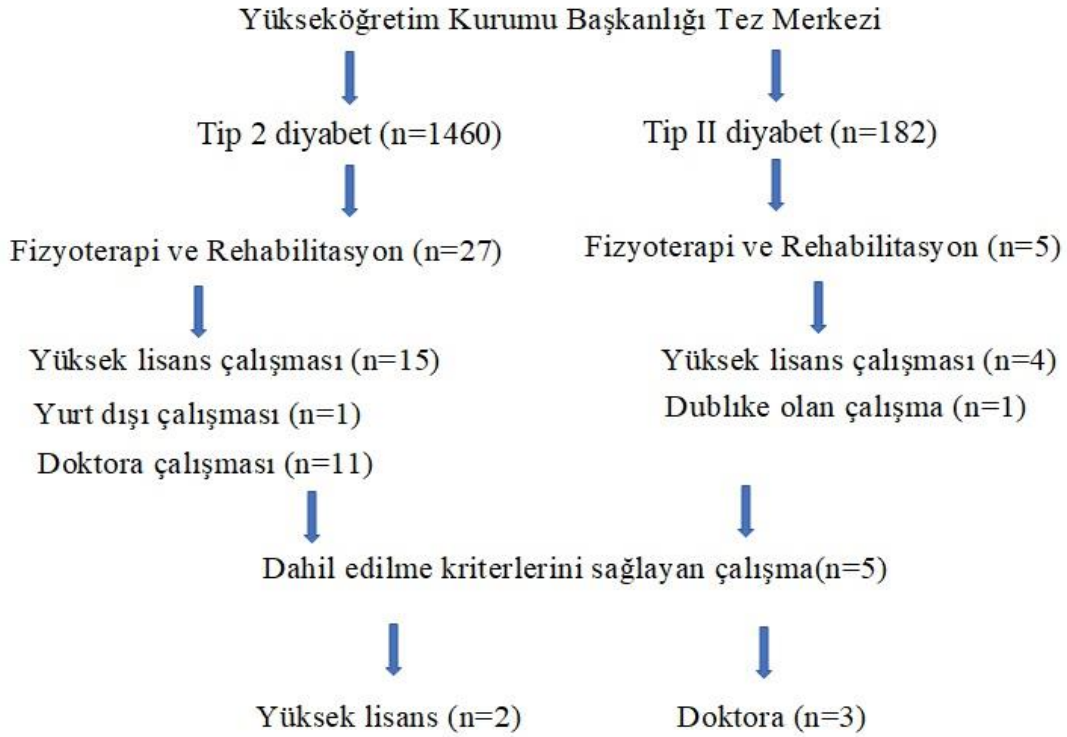 Yükseköğretim Kurumu Başkanlığı Tez Merkezi
Tip 2 diyabet (n=1460)
Tip II diyabet (n=182)
Fizyoterapi ve Rehabilitasyon (n=27)
Fizyoterapi ve Rehabilitasyon (n=5)
Yüksek lisans çalışması (n=15)
Yurt dışı çalışması (n=1)
Doktora çalışması (n=11)
Yüksek lisans çalışması (n=4)
Dublıke olan çalışma (n=1)
Dahil edilme kriterlerini sağlayan çalışma(n=5)
Yüksek lisans (n=2)
Doktora (n=3)